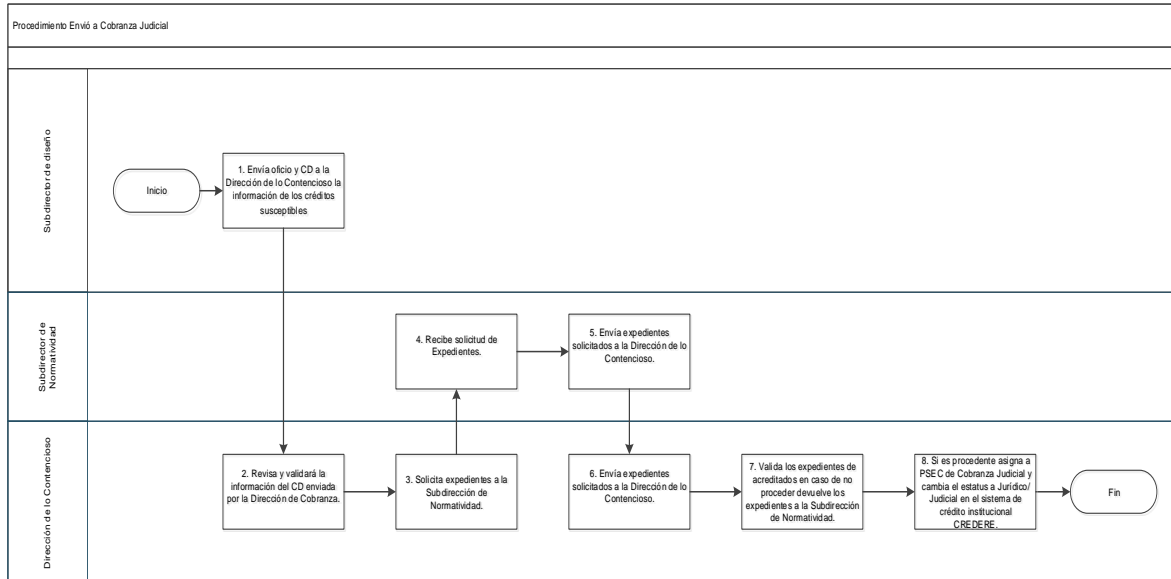 Procedimiento Envió a Cobranza Judicial
Subdirector de diseño
Inicio
1. Envía oficio y CD a la
Dirección de lo Contencioso la
información de los créditos
susceptibles
Subdirector de
Normatividad
4. Recibe solicitud de
Expedientes.
5. Envía expedientes
solicitados a la Dirección de lo
Contencioso.
Dirección de lo Contencioso
2. Revisa y validará la
información del CD enviada
por la Dirección de Cobranza.
3. Solicita expedientes a la
Subdirección de
Normatividad.
6. Envía expedientes
solicitados a la Dirección de lo
Contencioso.
7. Valida los expedientes de
acreditados en caso de no
proceder devuelve los
expedientes a la Subdirección
de Normatividad.
8. Si es procedente asigna a
PSEC de Cobranza Judicial y
cambia el estatus a Jurídico/
Judicial en el sistema de
crédito institucional
CREDERE.
Fin